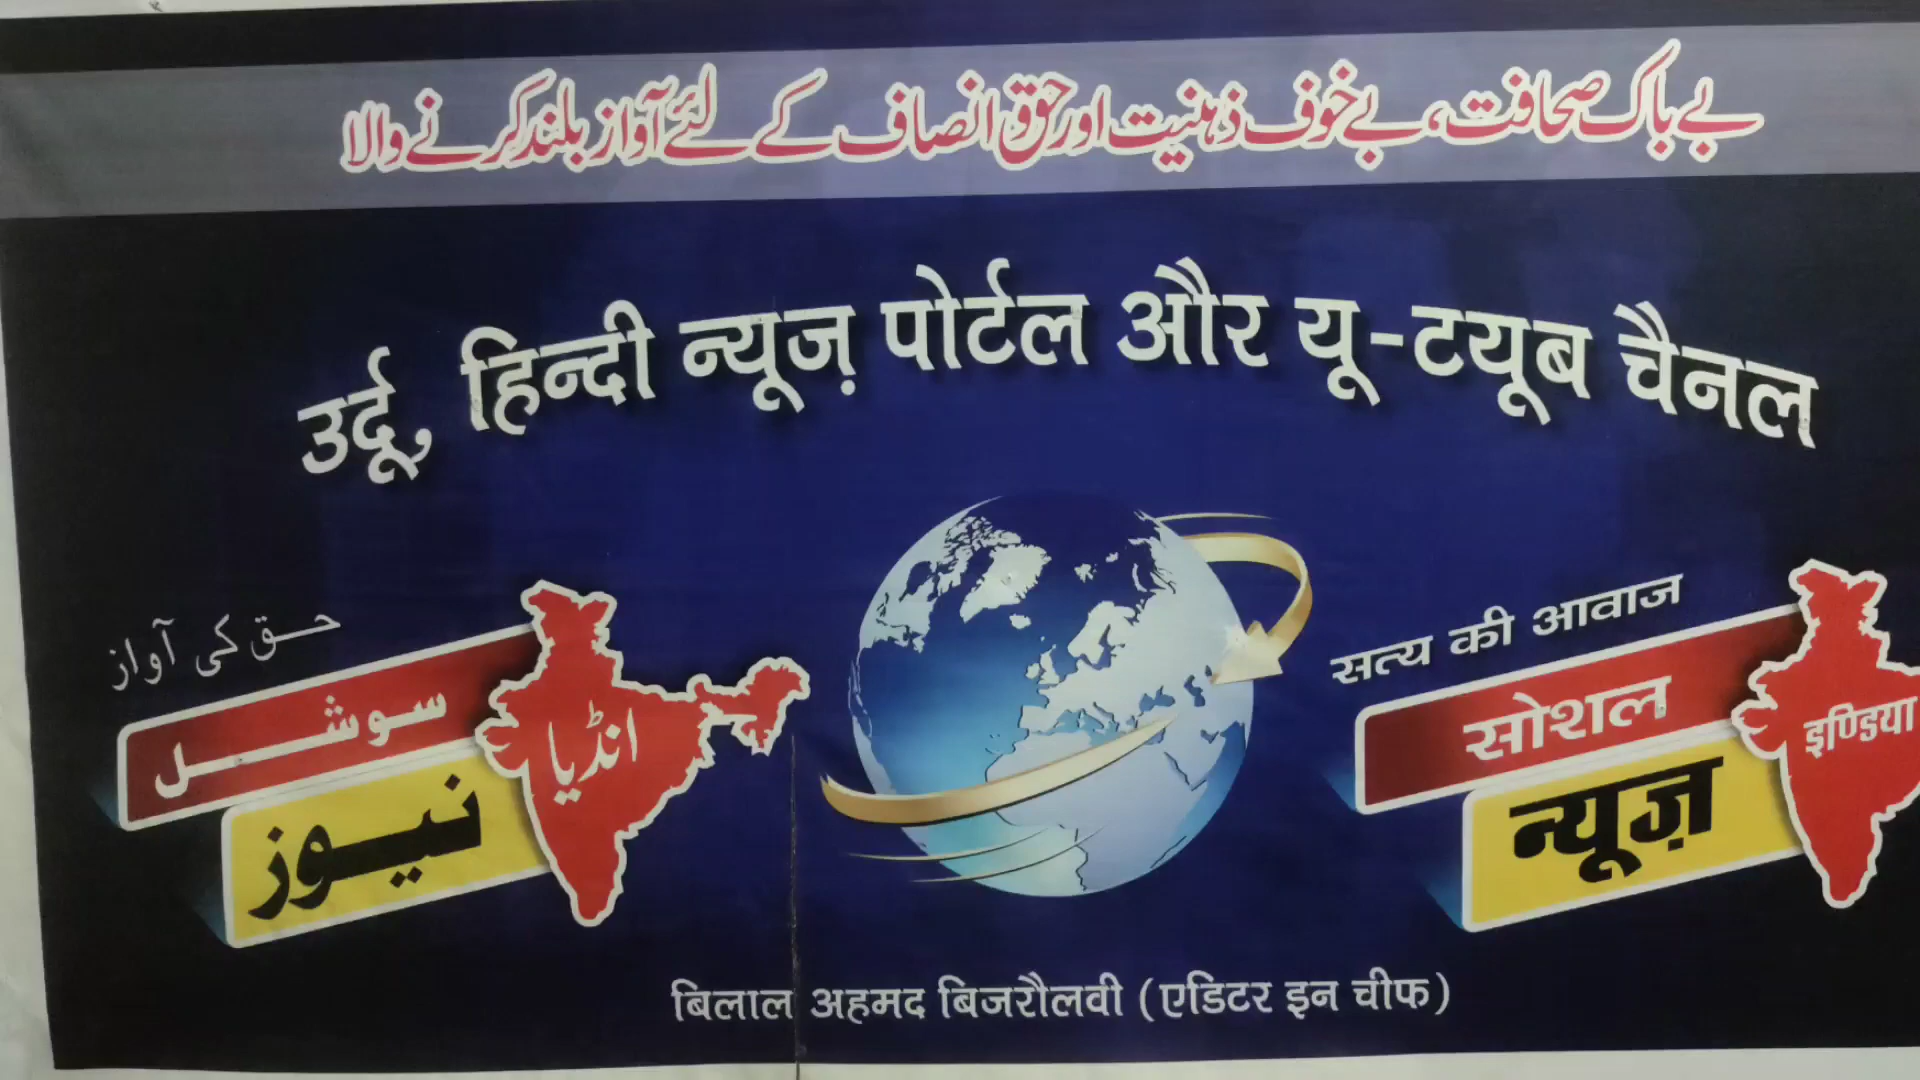 بے باک صحافت، بے خوف ذہنیت اور حق انصاف کے لئے آواز بلند کرنے والا
उर्दू, हिन्दी न्यूज़ पोर्टल और यू-टयूब चैनल
حق کی آواز
سوشل
انڈیا
نیوز
सत्य की आवाज
सोशल
इण्डिया
न्यूज़
बिलाल अहमद बिजरौलवी (एडिटर इन चीफ)